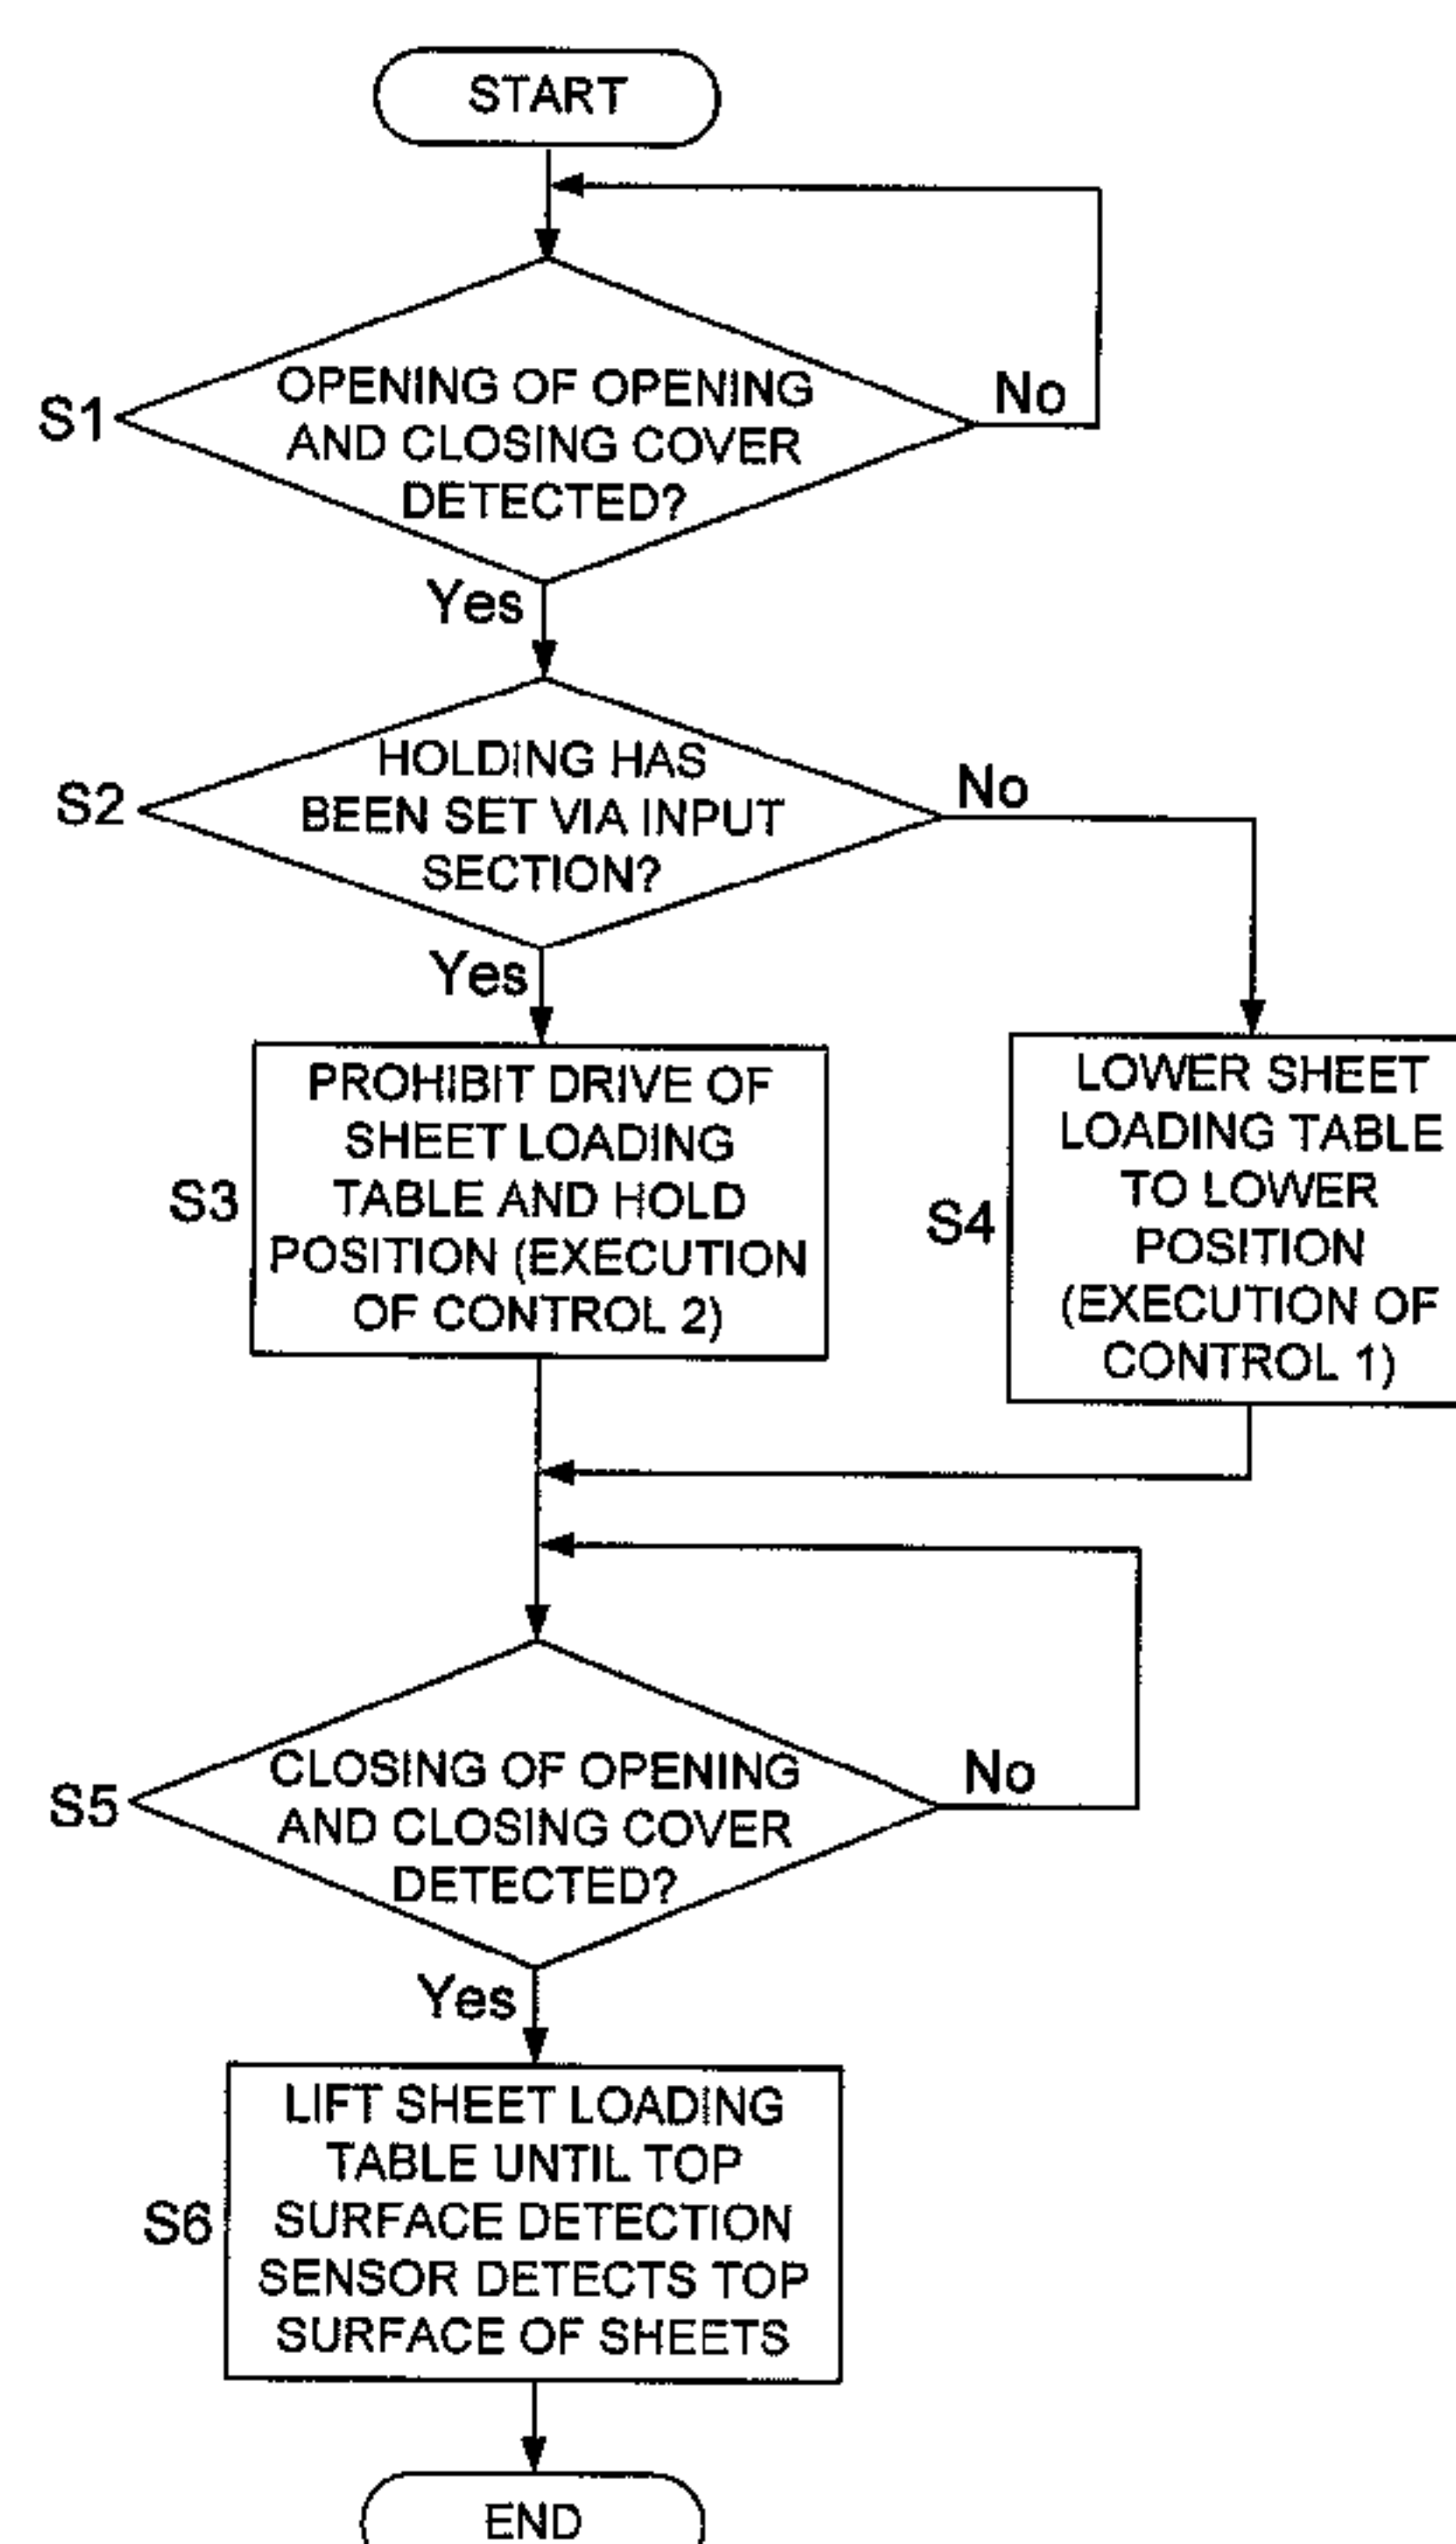 START
OPENING OF OPENING
AND CLOSING COVER
DETECTED?
S1
No
Yes
HOLDING HAS
BEEN SET VIA INPUT
SECTION?
S2
No
Yes
PROHIBIT DRIVE OF
SHEET LOADING
TABLE AND HOLD
POSITION (EXECUTION
OF CONTROL 2)
S3
LOWER SHEET
LOADING TABLE
TO LOWER
POSITION
(EXECUTION OF
CONTROL 1)
S4
CLOSING OF OPENING
AND CLOSING COVER
DETECTED?
S5
No
Yes
LIFT SHEET LOADING
TABLE UNTIL TOP
SURFACE DETECTION
SENSOR DETECTS TOP
SURFACE OF SHEETS
S6
END